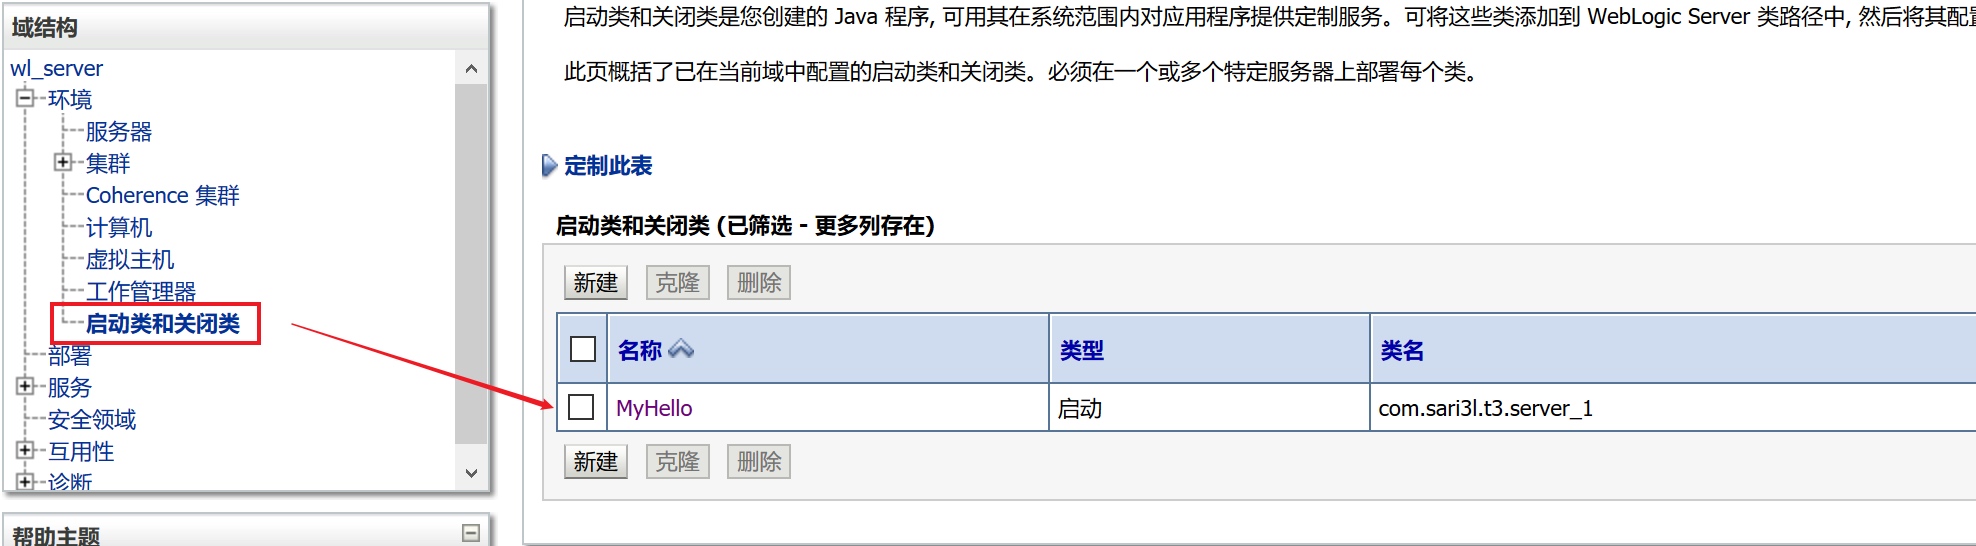 域结构
wl_server
环境
服务器
集群
Coherence 集群
计算机
虚拟主机
工作管理器
启动类和关闭类
部署
服务
安全领域
互用性
诊断
帮助主题
启动类和关闭类是您创建的 Java 程序, 可用其在系统范围内对应用程序提供定制服务。可将这些类添加到 WebLogic Server 类路径中, 然后将其配置
此页概括了已在当前域中配置的启动类和关闭类。必须在一个或多个特定服务器上部署每个类。
定制此表
启动类和关闭类 (已筛选 - 更多列存在)
新建 克隆 删除
名称 类型 类名
MyHello 启动 com.sari3l.t3.server_1
新建 克隆 删除